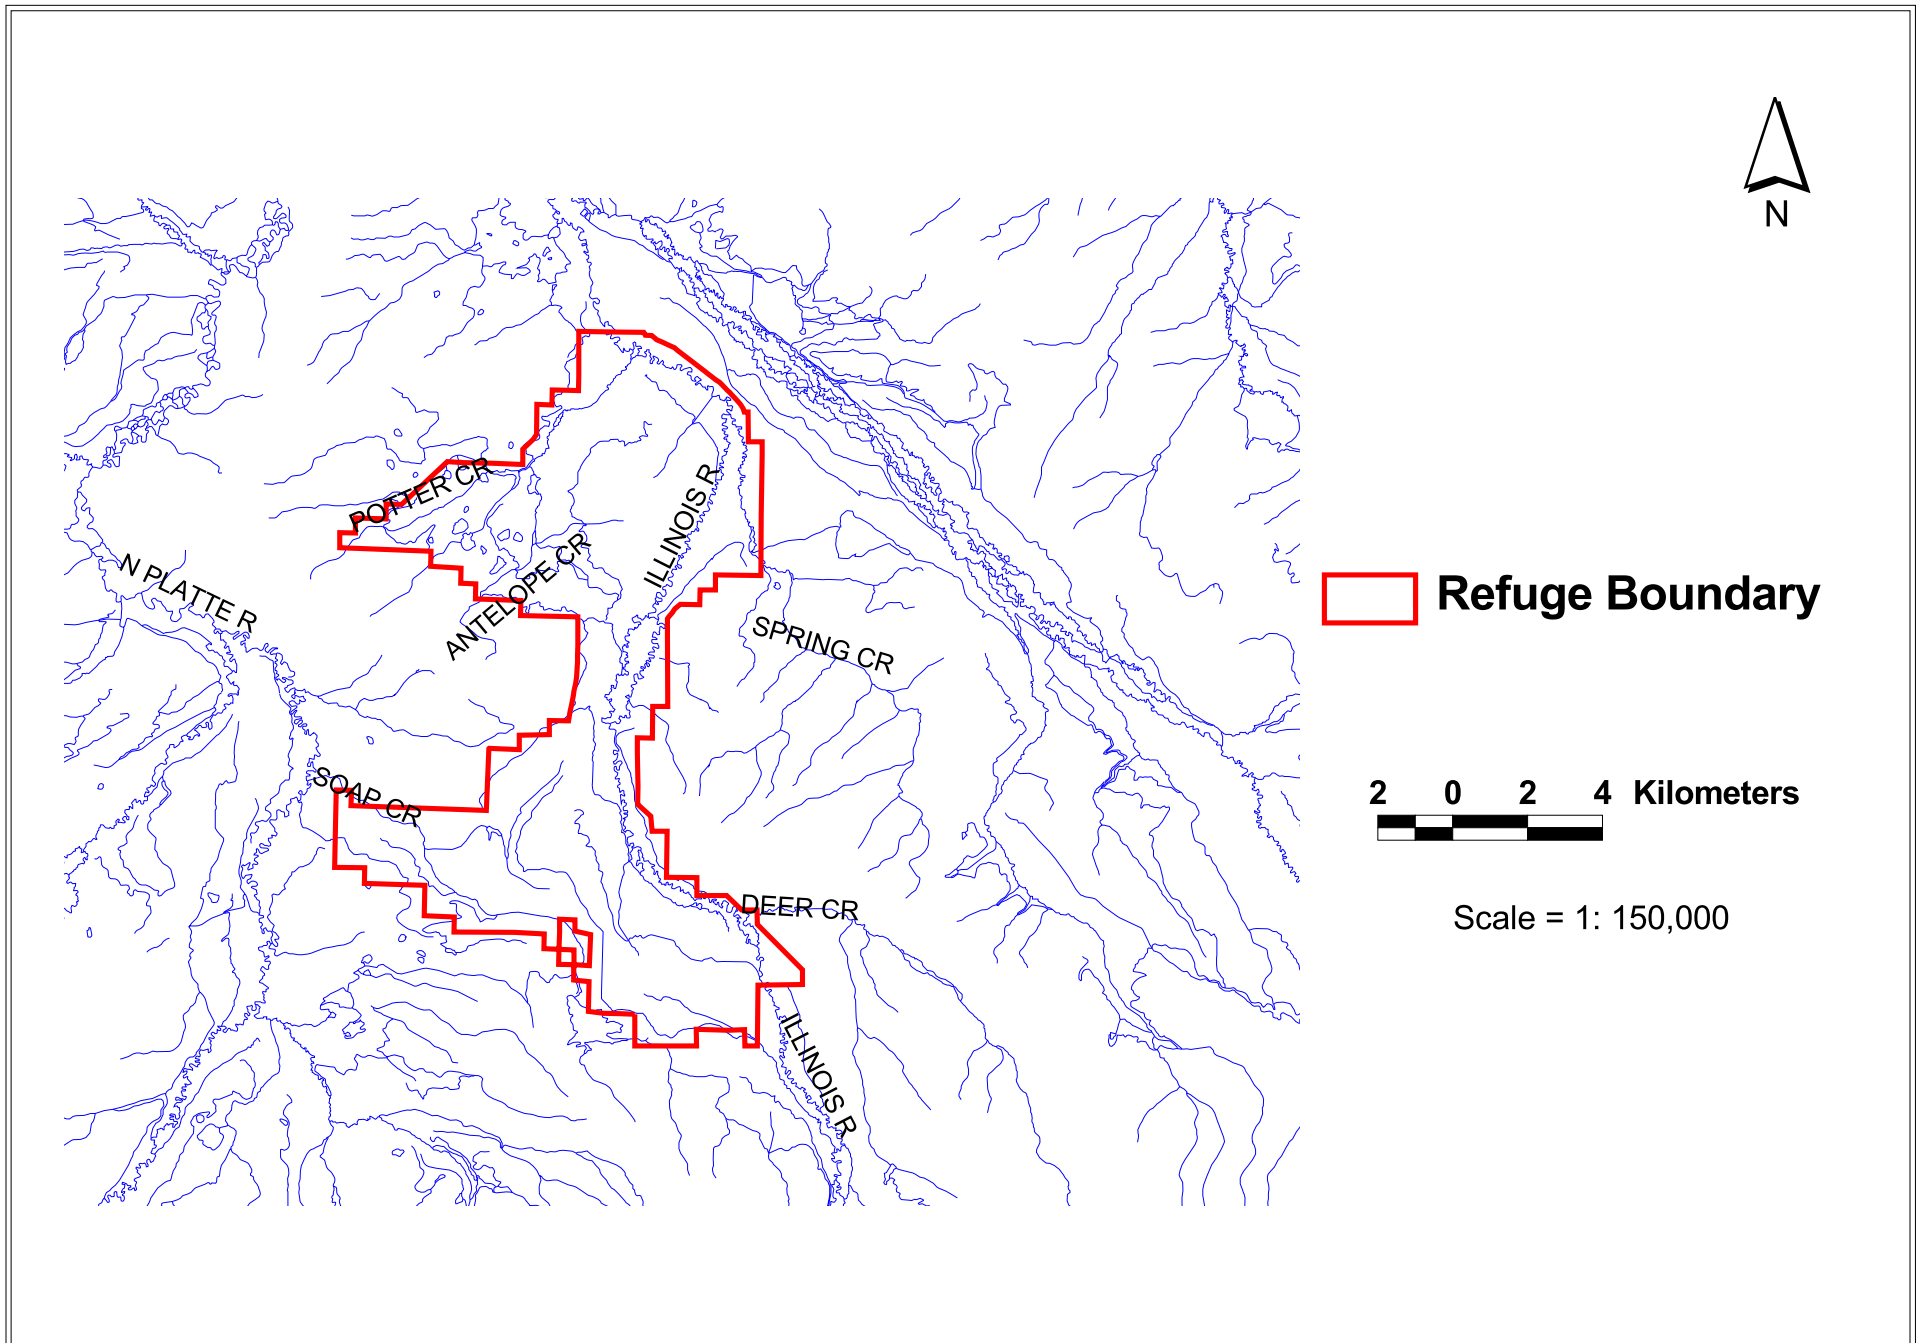 N
POTTER CR
ILLINOIS R
ANTELOPE CR
N PLATTE R
Refuge Boundary
SPRING CR
SOAP CR
2 0 2 4 Kilometers
DEER CR
Scale = 1: 150,000
ILLINOIS R